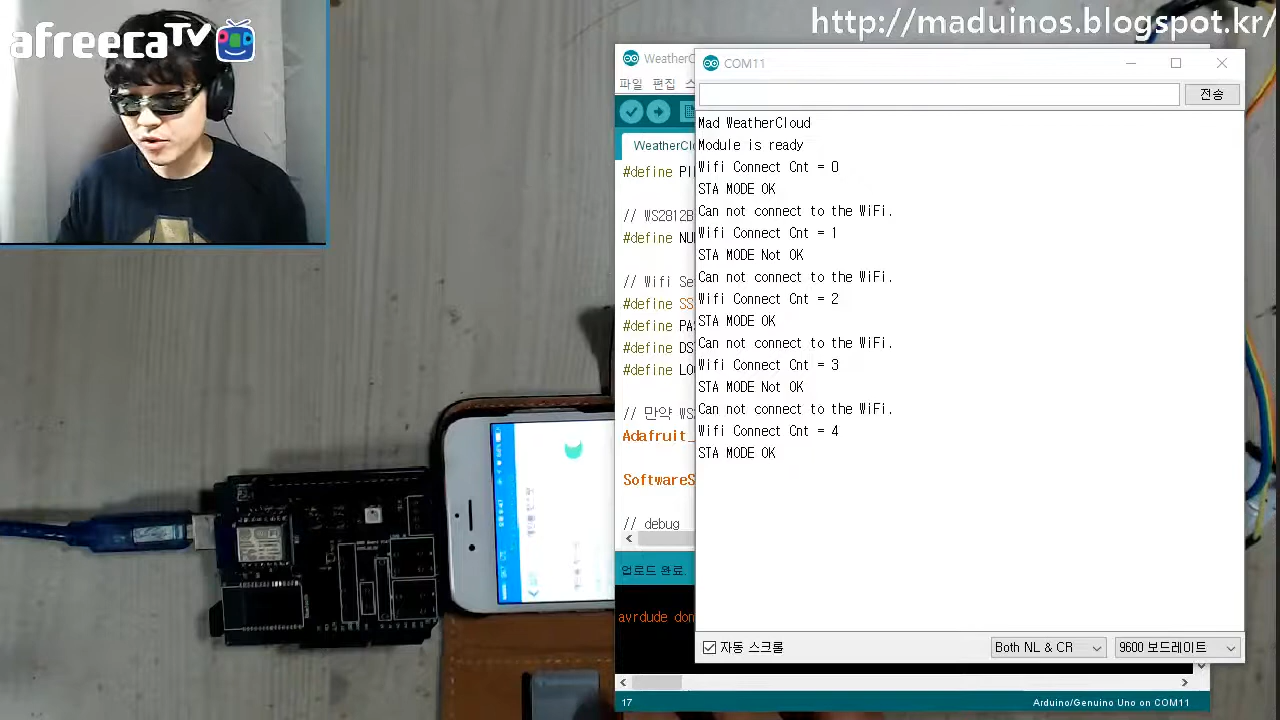 afreecaTV
http://maduinos.blogspot.kr/
WeatherC
COM11
파일 편집 스
전송
WeatherClo
Mad WeatherCloud
Module is ready
Wifi Connect Cnt = 0
STA MODE OK
Can not connect to the WiFi.
Wifi Connect Cnt = 1
STA MODE Not OK
Can not connect to the WiFi.
Wifi Connect Cnt = 2
STA MODE OK
Can not connect to the WiFi.
Wifi Connect Cnt = 3
STA MODE Not OK
Can not connect to the WiFi.
Wifi Connect Cnt = 4
STA MODE OK
#define PI
// WS2812B
#define NU
// Wifi Se
#define SS
#define PA
#define DS
#define LO
// 만약 WS
Adafruit_
SoftwareS
// debug
업로드 완료
avrdude don
자동 스크롤
Both NL & CR
9600 보드레이트
17
Arduino/Genuino Uno on COM11